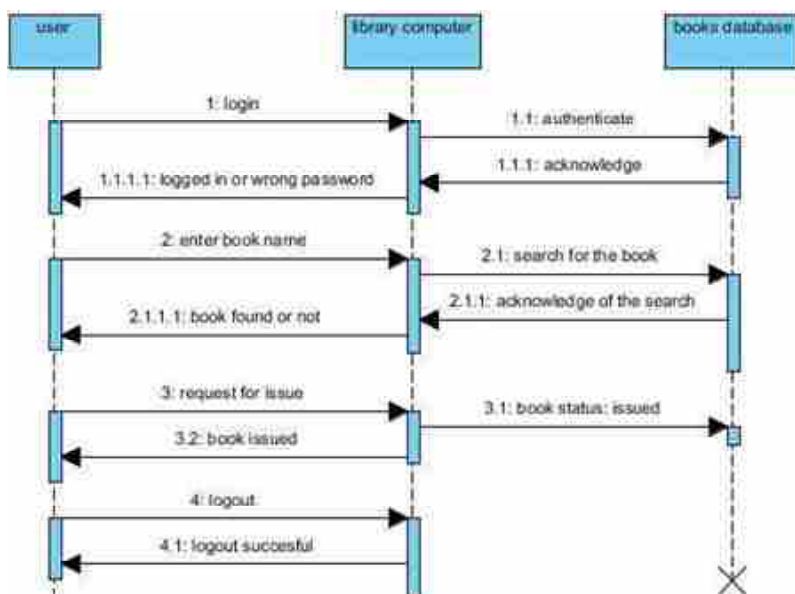 user
library computer
books database
1: login
1.1: authenticate
1.1.1: acknowledge
1.1.1.1: logged in or wrong password
2: enter book name
2.1: search for the book
2.1.1: acknowledge of the search
2.1.1.1: book found or not
3: request for issue
3.1: book status: issued
3.2: book issued
4: logout
4.1: logout succesful